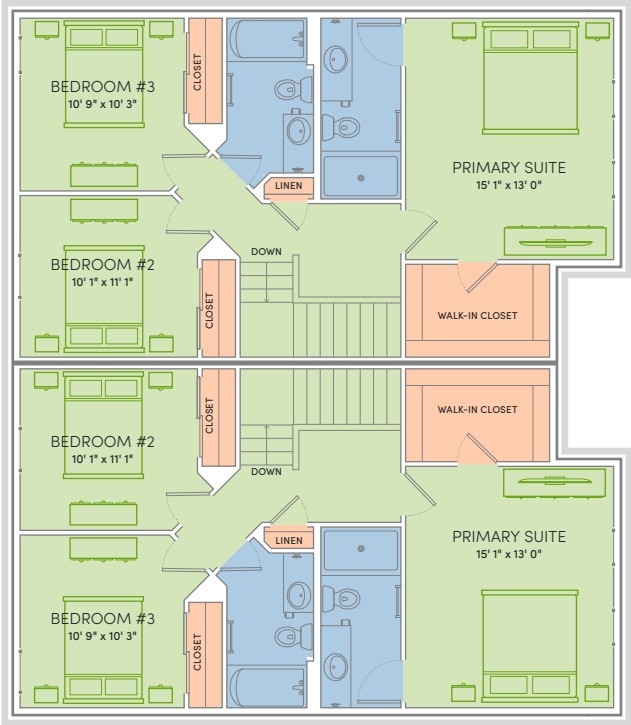 BEDROOM #3
10' 9" x 10' 3"
CLOSET
LINEN
PRIMARY SUITE
15' 1" x 13' 0"
BEDROOM #2
10' 1" x 11' 1"
CLOSET
DOWN
WALK-IN CLOSET
BEDROOM #2
10' 1" x 11' 1"
CLOSET
DOWN
WALK-IN CLOSET
LINEN
PRIMARY SUITE
15' 1" x 13' 0"
BEDROOM #3
10' 9" x 10' 3"
CLOSET